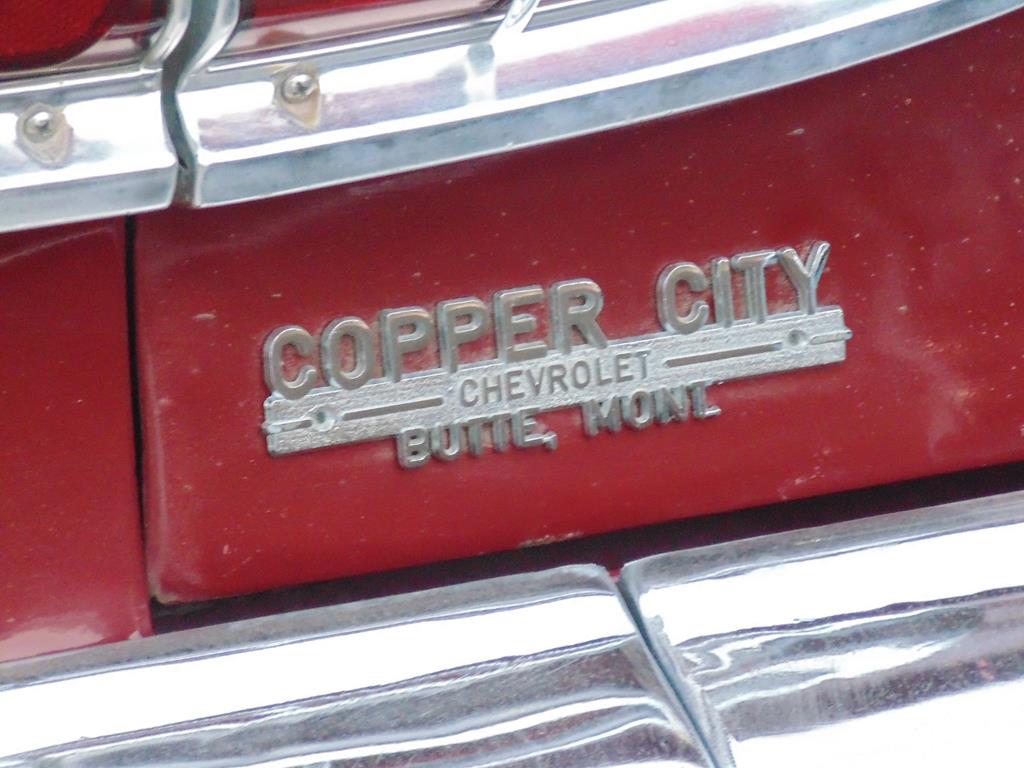 COPPER CITY
CHEVROLET
BUTTE, MONT.